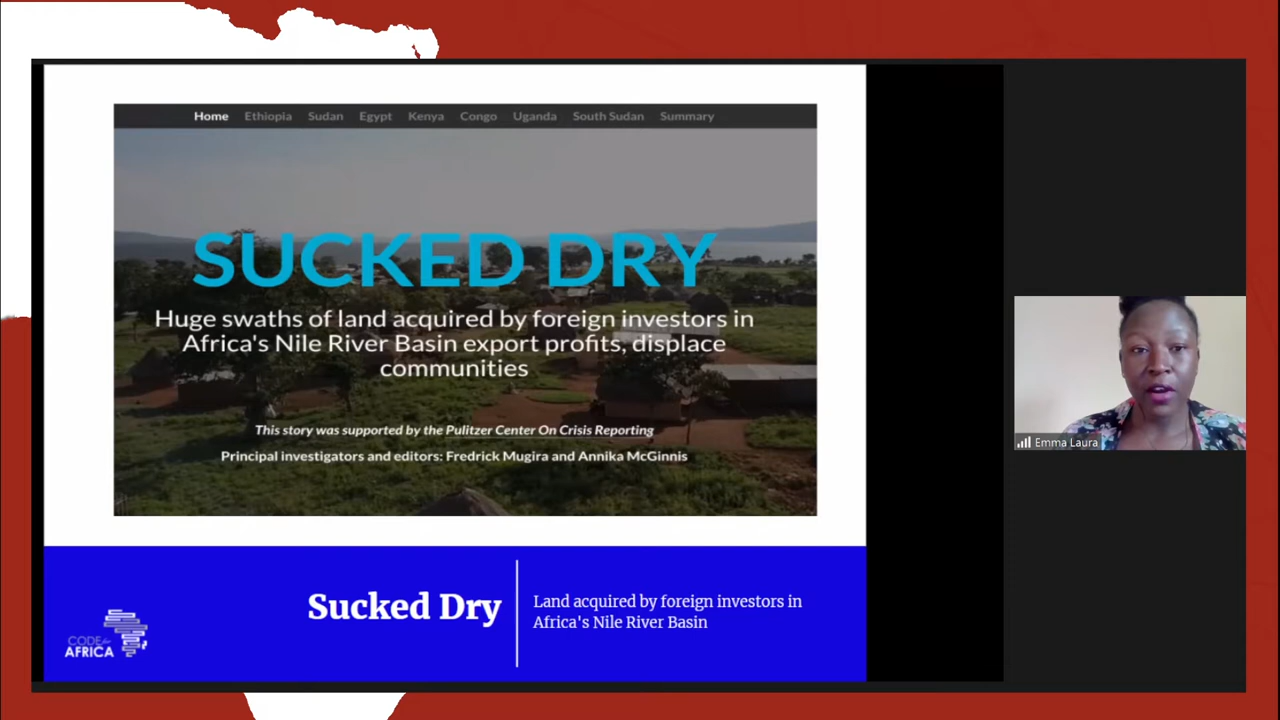 Home Ethiopia Sudan Egypt Kenya Congo Uganda South Sudan Summary
SUCKED DRY
Huge swaths of land acquired by foreign investors in
Africa's Nile River Basin export profits, displace
communities
This story was supported by the Pulitzer Center On Crisis Reporting
Principal investigators and editors: Fredrick Mugira and Annika McGinnis
Emma Laura
Sucked Dry
Land acquired by foreign investors in
Africa's Nile River Basin
CODE for
AFRICA